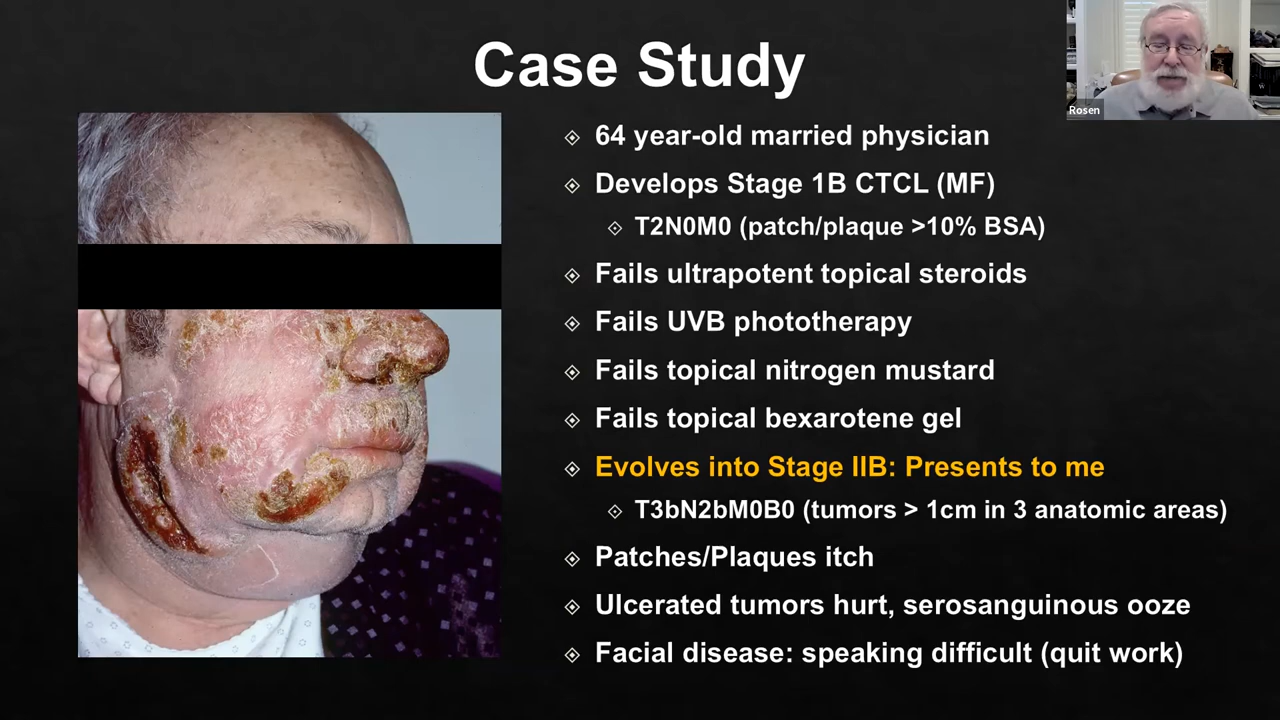 Case Study
Rosen
64 year-old married physician
Develops Stage 1B CTCL (MF)
T2N0M0 (patch/plaque >10% BSA)
Fails ultrapotent topical steroids
Fails UVB phototherapy
Fails topical nitrogen mustard
Fails topical bexarotene gel
Evolves into Stage IIB: Presents to me
T3bN2bM0B0 (tumors > 1cm in 3 anatomic areas)
Patches/Plaques itch
Ulcerated tumors hurt, serosanguinous ooze
Facial disease: speaking difficult (quit work)